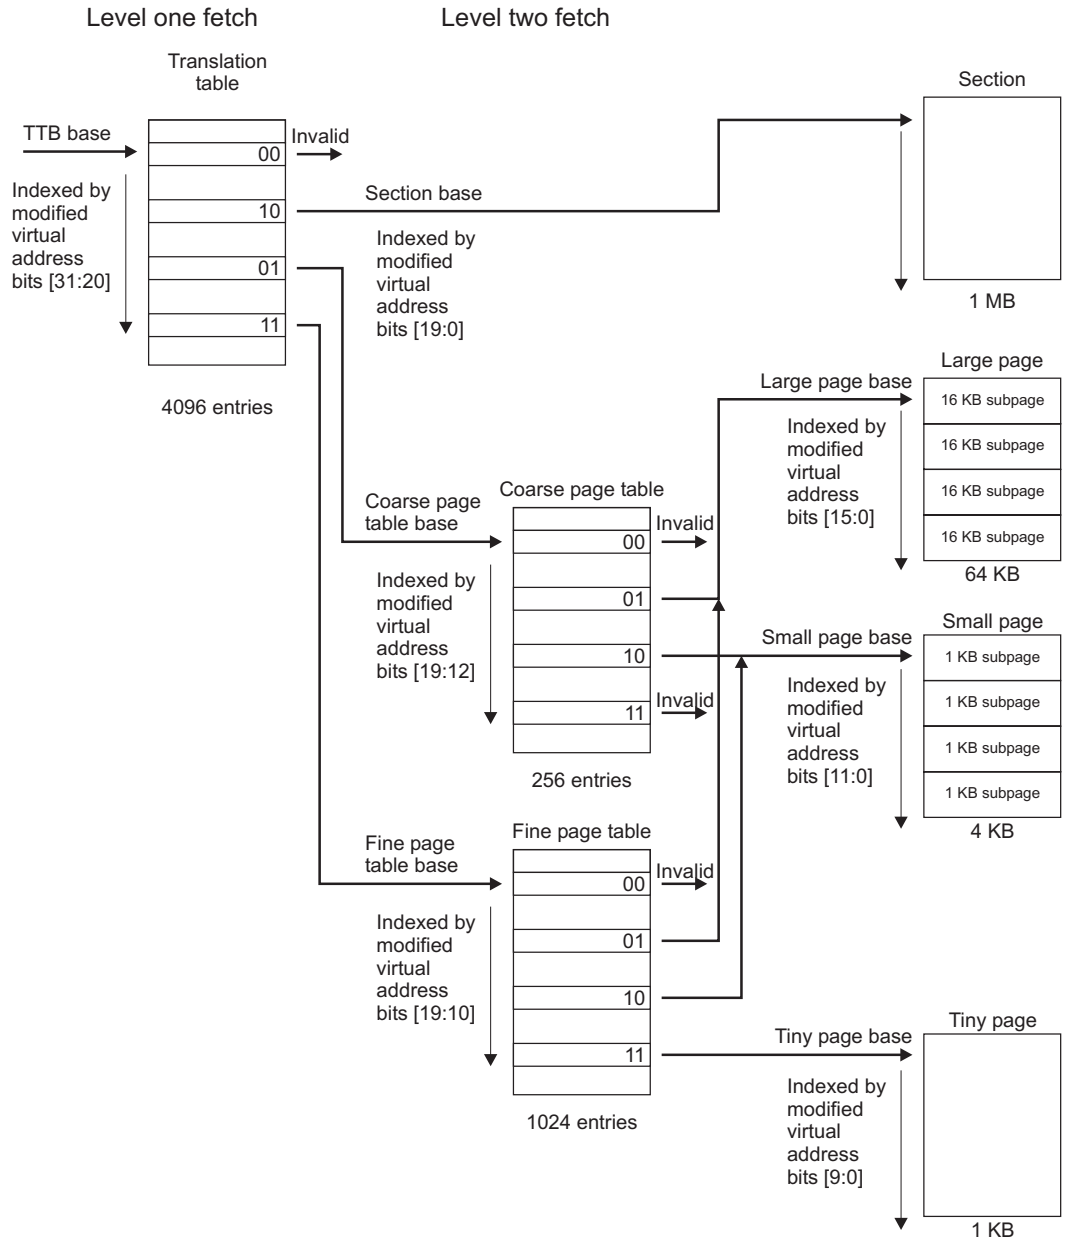 Level one fetch
Level two fetch
Translation
table
Section
TTB base
Invalid
00
Indexed by
modified
virtual
address
bits [31:20]
Section base
10
Indexed by
modified
virtual
address
bits [19:0]
01
11
1 MB
4096 entries
Large page
Large page base
16 KB subpage
16 KB subpage
16 KB subpage
16 KB subpage
Indexed by
modified
virtual
address
bits [15:0]
64 KB
Coarse page
table base
Coarse page table
Invalid
00
Indexed by
modified
virtual
address
bits [19:12]
01
10
Invalid
11
256 entries
Small page
Small page base
1 KB subpage
1 KB subpage
1 KB subpage
1 KB subpage
Indexed by
modified
virtual
address
bits [11:0]
4 KB
Fine page
table base
Fine page table
Invalid
00
Indexed by
modified
virtual
address
bits [19:10]
01
10
11
1024 entries
Tiny page
Tiny page base
Indexed by
modified
virtual
address
bits [9:0]
1 KB